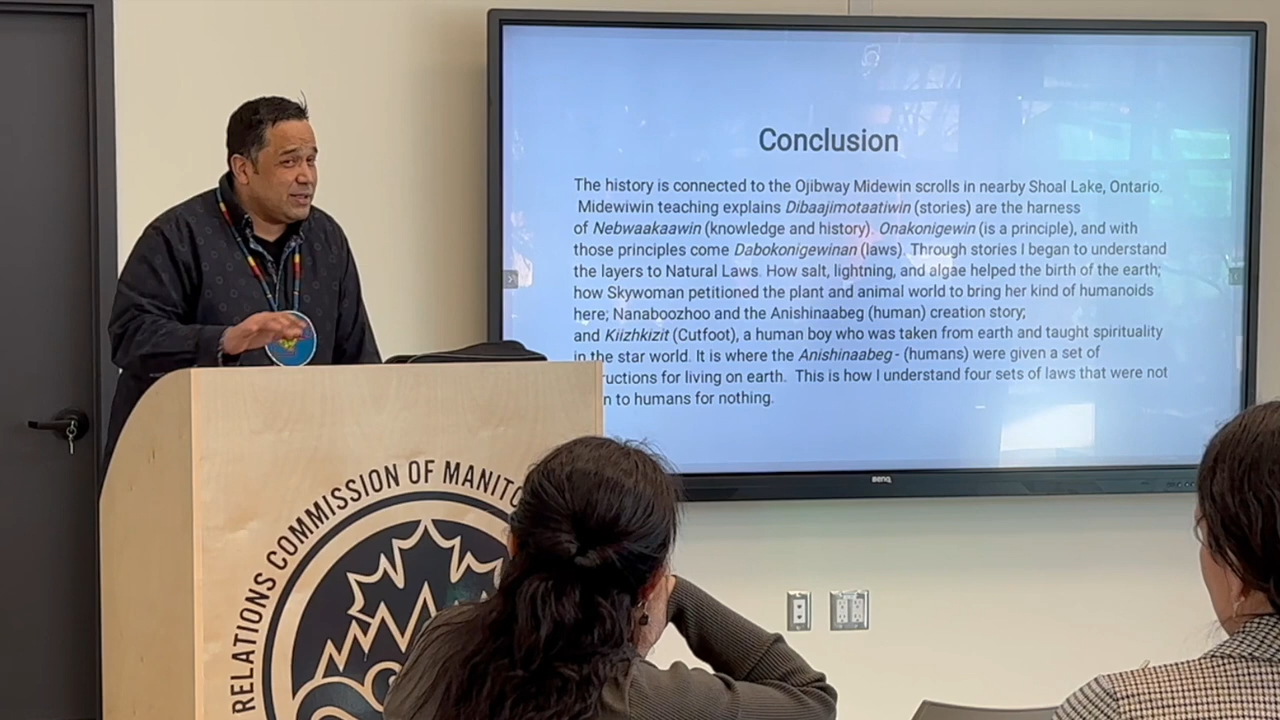 Conclusion
The history is connected to the Ojibway Midewin scrolls in nearby Shoal Lake, Ontario.
Midewiwin teaching explains Dibaajimotaatiwin (stories) are the harness
of Nebwaakaawin (knowledge and history). Onakonigewin (is a principle), and with
those principles come Dabokonigewinan (laws). Through stories I began to understand
the layers to Natural Laws. How salt, lightning, and algae helped the birth of the earth;
how Skywoman petitioned the plant and animal world to bring her kind of humanoids
here; Nanaboozhoo and the Anishinaabeg (human) creation story;
and Kiizhkizit (Cutfoot), a human boy who was taken from earth and taught spirituality
in the star world. It is where the Anishinaabeg - (humans) were given a set of
ructions for living on earth. This is how I understand four sets of laws that were not
n to humans for nothing.
BenQ
RELATIONS COMMISSION OF MANITO